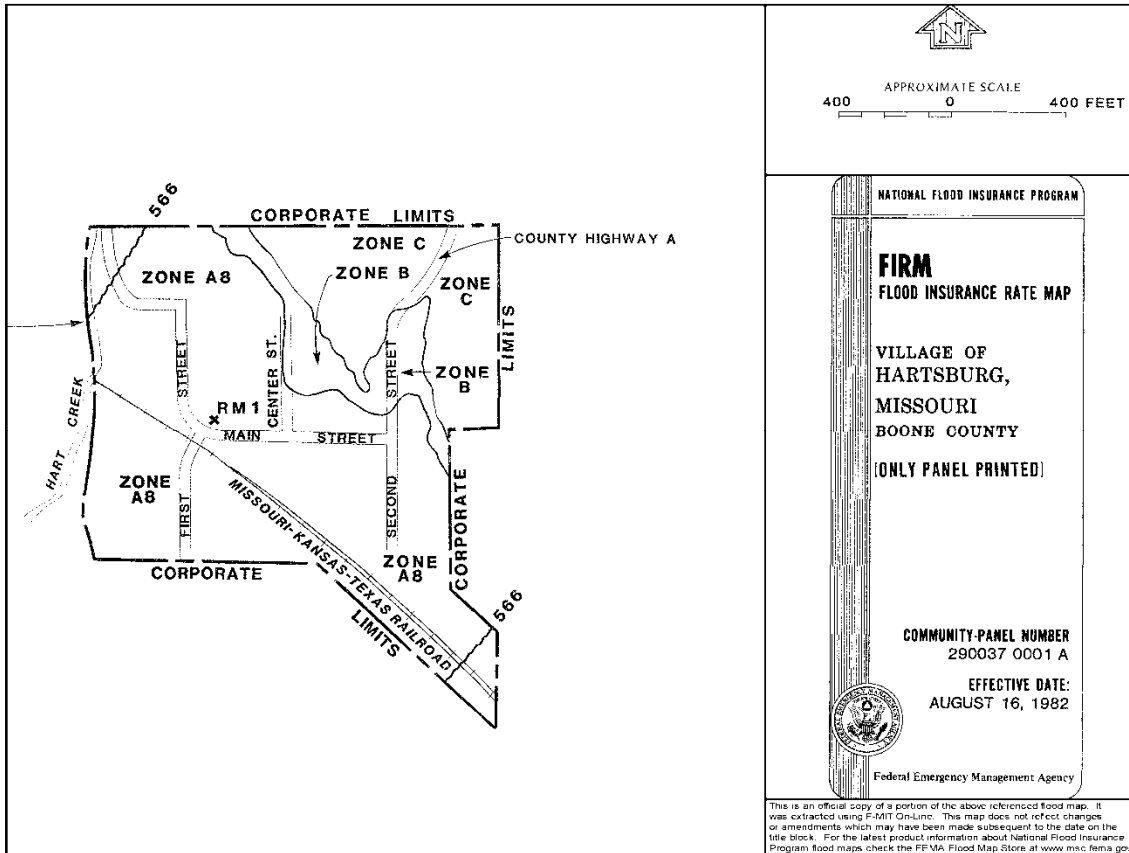 N
APPROXIMATE SCALE
400 0 400 FEET
NATIONAL FLOOD INSURANCE PROGRAM
FIRM
FLOOD INSURANCE RATE MAP
VILLAGE OF
HARTSBURG,
MISSOURI
BOONE COUNTY
(ONLY PANEL PRINTED)
COMMUNITY-PANEL NUMBER
290037 0001 A
EFFECTIVE DATE:
AUGUST 16, 1982
FEDERAL EMERGENCY MANAGEMENT AGENCY
Federal Emergency Management Agency
This is an official copy of a portion of the above referenced flood map. It
was extracted using F-MIT On-Line. This map does not reflect changes
or amendments which may have been made subsequent to the date on the
title block. For the latest product information about National Flood Insurance
Program flood maps check the FEMA Flood Map Store at www.msc.fema.gov
566
CORPORATE LIMITS
ZONE C
COUNTY HIGHWAY A
ZONE A8
ZONE B
ZONE
C
LIMITS
STREET
CENTER ST.
STREET
ZONE
B
HART CREEK
RM 1
MAIN STREET
ZONE
A8
FIRST
MISSOURI-KANSAS-TEXAS RAILROAD
SECOND
CORPORATE
ZONE
A8
CORPORATE
LIMITS
566